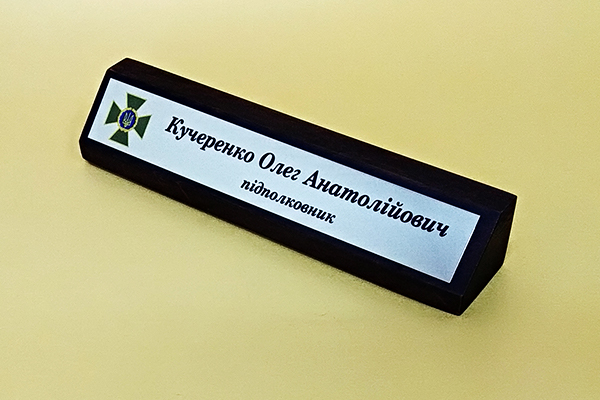 Кучеренко Олег Анатолійович
підполковник